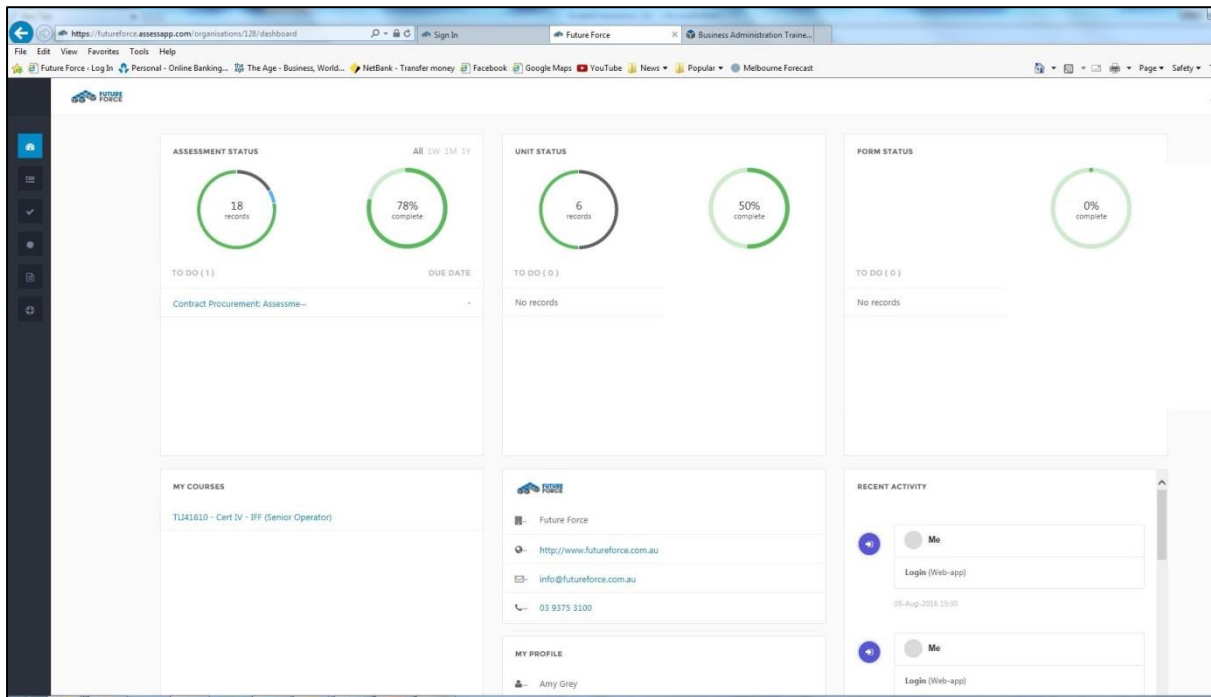 https://futureforce.assessapp.com/organisations/128/dashboard
Sign In
Future Force
Business Administration Traine...
File Edit View Favorites Tools Help
Future Force - Log In Personal - Online Banking... The Age - Business, World... NetBank - Transfer money Facebook Google Maps YouTube News Popular Melbourne Forecast Page Safety
FUTURE FORCE
ASSESSMENT STATUS All 1W 1M 1Y
18 records
78% complete
TO DO ( 1 ) DUE DATE
Contract Procurement: Assessme-- -
UNIT STATUS
6 records
50% complete
TO DO ( 0 )
No records
FORM STATUS
0% complete
TO DO ( 0 )
No records
MY COURSES
TLI41610 - Cert IV - IFF (Senior Operator)
FUTURE FORCE
Future Force
http://www.futureforce.com.au
info@futureforce.com.au
03 9375 3100
MY PROFILE
Amy Grey
RECENT ACTIVITY
Me
Login (Web-app)
08-Aug-2016 15:30
Me
Login (Web-app)